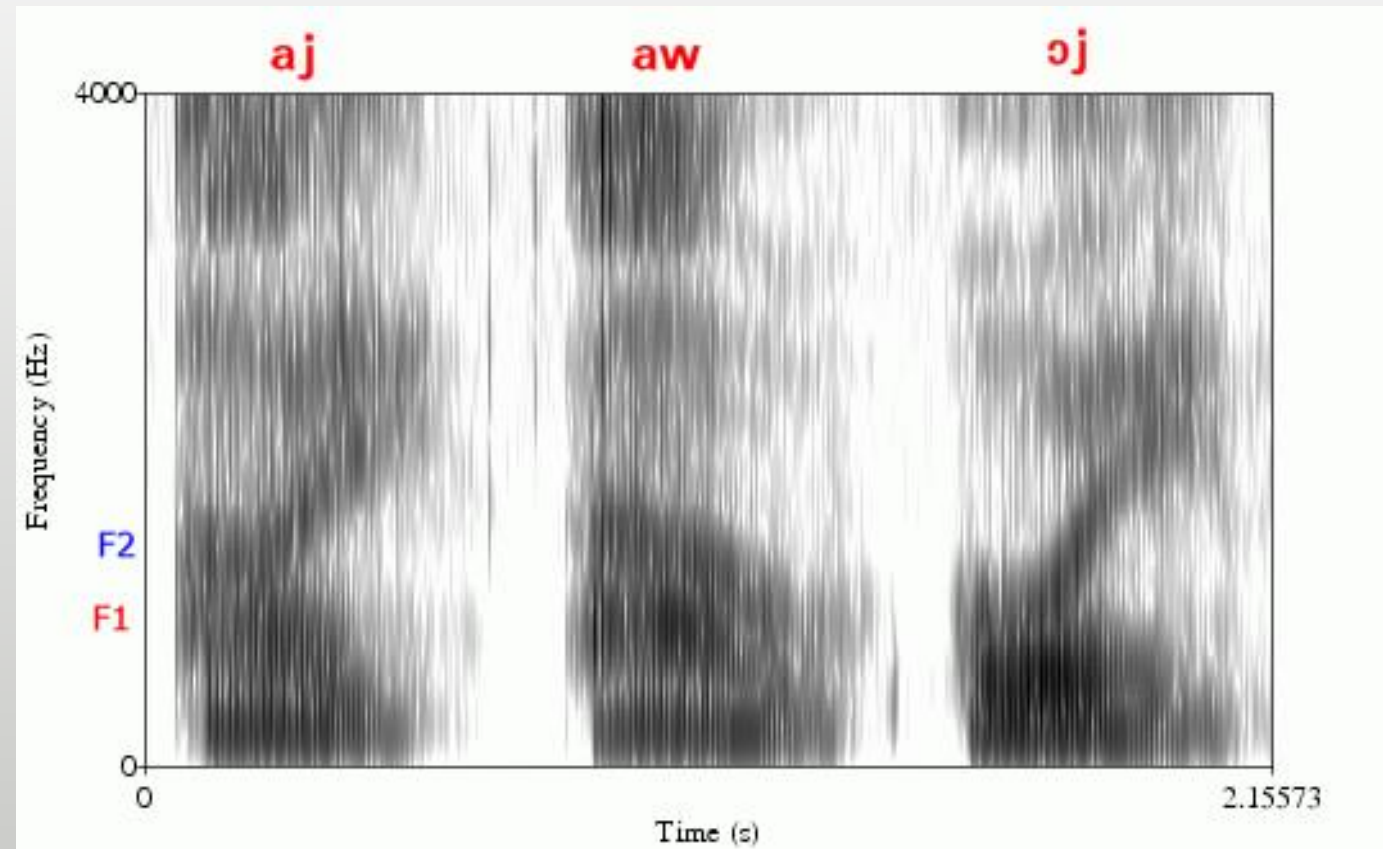 aj aw ɔj
4000
Frequency (Hz)
F2
F1
0
0 2.15573
Time (s)